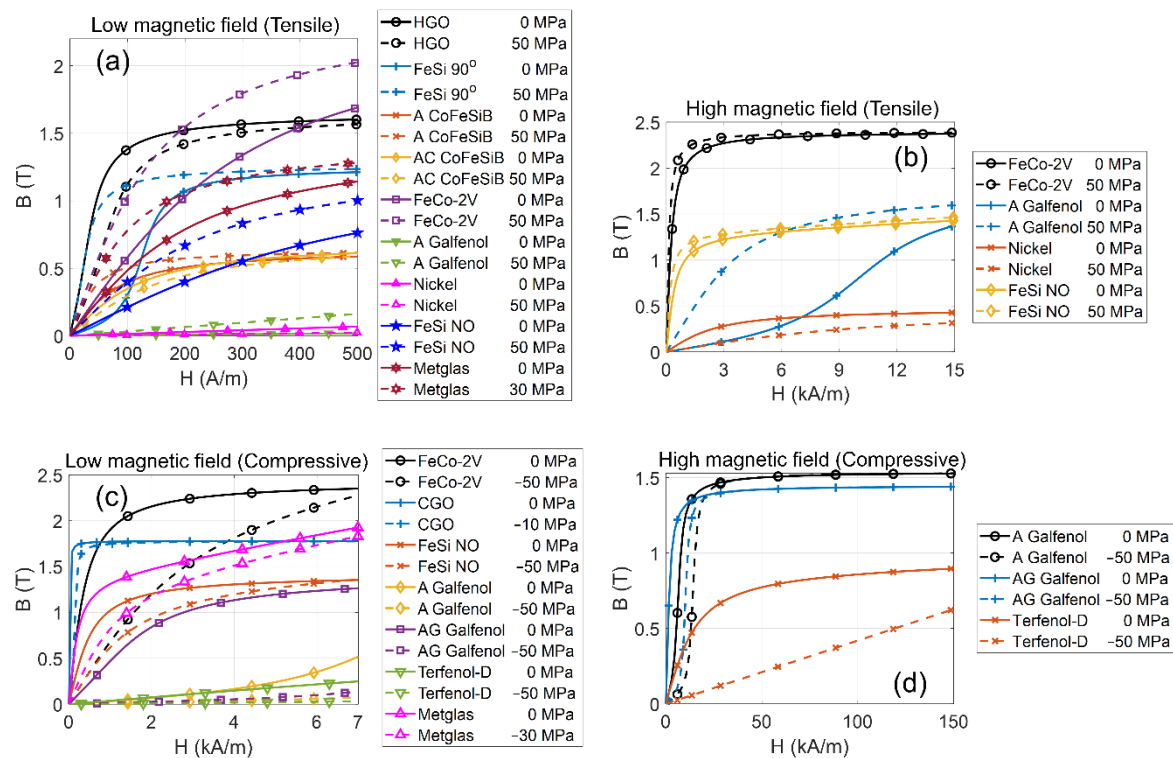 Low magnetic field (Tensile)
(a)
B (T)
2
1.5
1
0.5
0
0 100 200 300 400 500
H (A/m)
HGO 0 MPa
HGO 50 MPa
FeSi 90° 0 MPa
FeSi 90° 50 MPa
A CoFeSiB 0 MPa
A CoFeSiB 50 MPa
AC CoFeSiB 0 MPa
AC CoFeSiB 50 MPa
FeCo-2V 0 MPa
FeCo-2V 50 MPa
A Galfenol 0 MPa
A Galfenol 50 MPa
Nickel 0 MPa
Nickel 50 MPa
FeSi NO 0 MPa
FeSi NO 50 MPa
Metglas 0 MPa
Metglas 30 MPa
High magnetic field (Tensile)
(b)
B (T)
2.5
2.0
1.5
1.0
0.5
0
0 3 6 9 12 15
H (kA/m)
FeCo-2V 0 MPa
FeCo-2V 50 MPa
A Galfenol 0 MPa
A Galfenol 50 MPa
Nickel 0 MPa
Nickel 50 MPa
FeSi NO 0 MPa
FeSi NO 50 MPa
Low magnetic field (Compressive)
(c)
B (T)
2.5
2
1.5
1
0.5
0
0 2 4 6 7
H (kA/m)
FeCo-2V 0 MPa
FeCo-2V −50 MPa
CGO 0 MPa
CGO −10 MPa
FeSi NO 0 MPa
FeSi NO −50 MPa
A Galfenol 0 MPa
A Galfenol −50 MPa
AG Galfenol 0 MPa
AG Galfenol −50 MPa
Terfenol-D 0 MPa
Terfenol-D −50 MPa
Metglas 0 MPa
Metglas −30 MPa
High magnetic field (Compressive)
(d)
B (T)
1.5
1
0.5
0
0 50 100 150
H (kA/m)
A Galfenol 0 MPa
A Galfenol −50 MPa
AG Galfenol 0 MPa
AG Galfenol −50 MPa
Terfenol-D 0 MPa
Terfenol-D −50 MPa